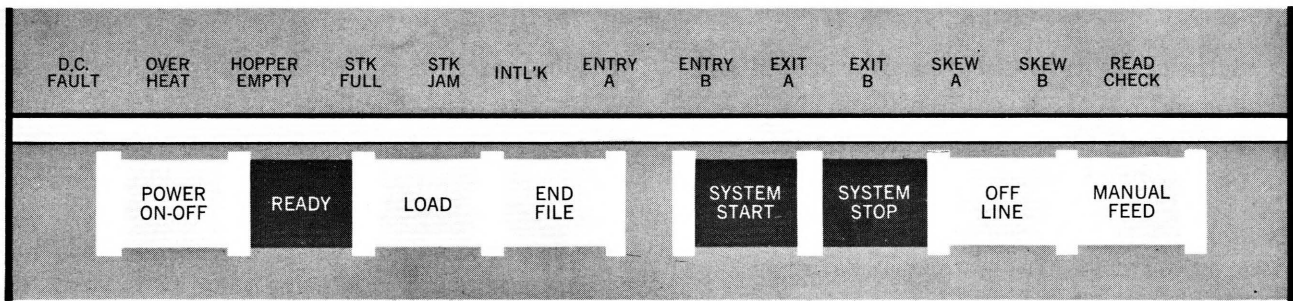 D.C. FAULT
OVER HEAT
HOPPER EMPTY
STK FULL
STK JAM
INTL'K
ENTRY A
ENTRY B
EXIT A
EXIT B
SKEW A
SKEW B
READ CHECK
POWER ON-OFF
READY
LOAD
END FILE
SYSTEM START
SYSTEM STOP
OFF LINE
MANUAL FEED